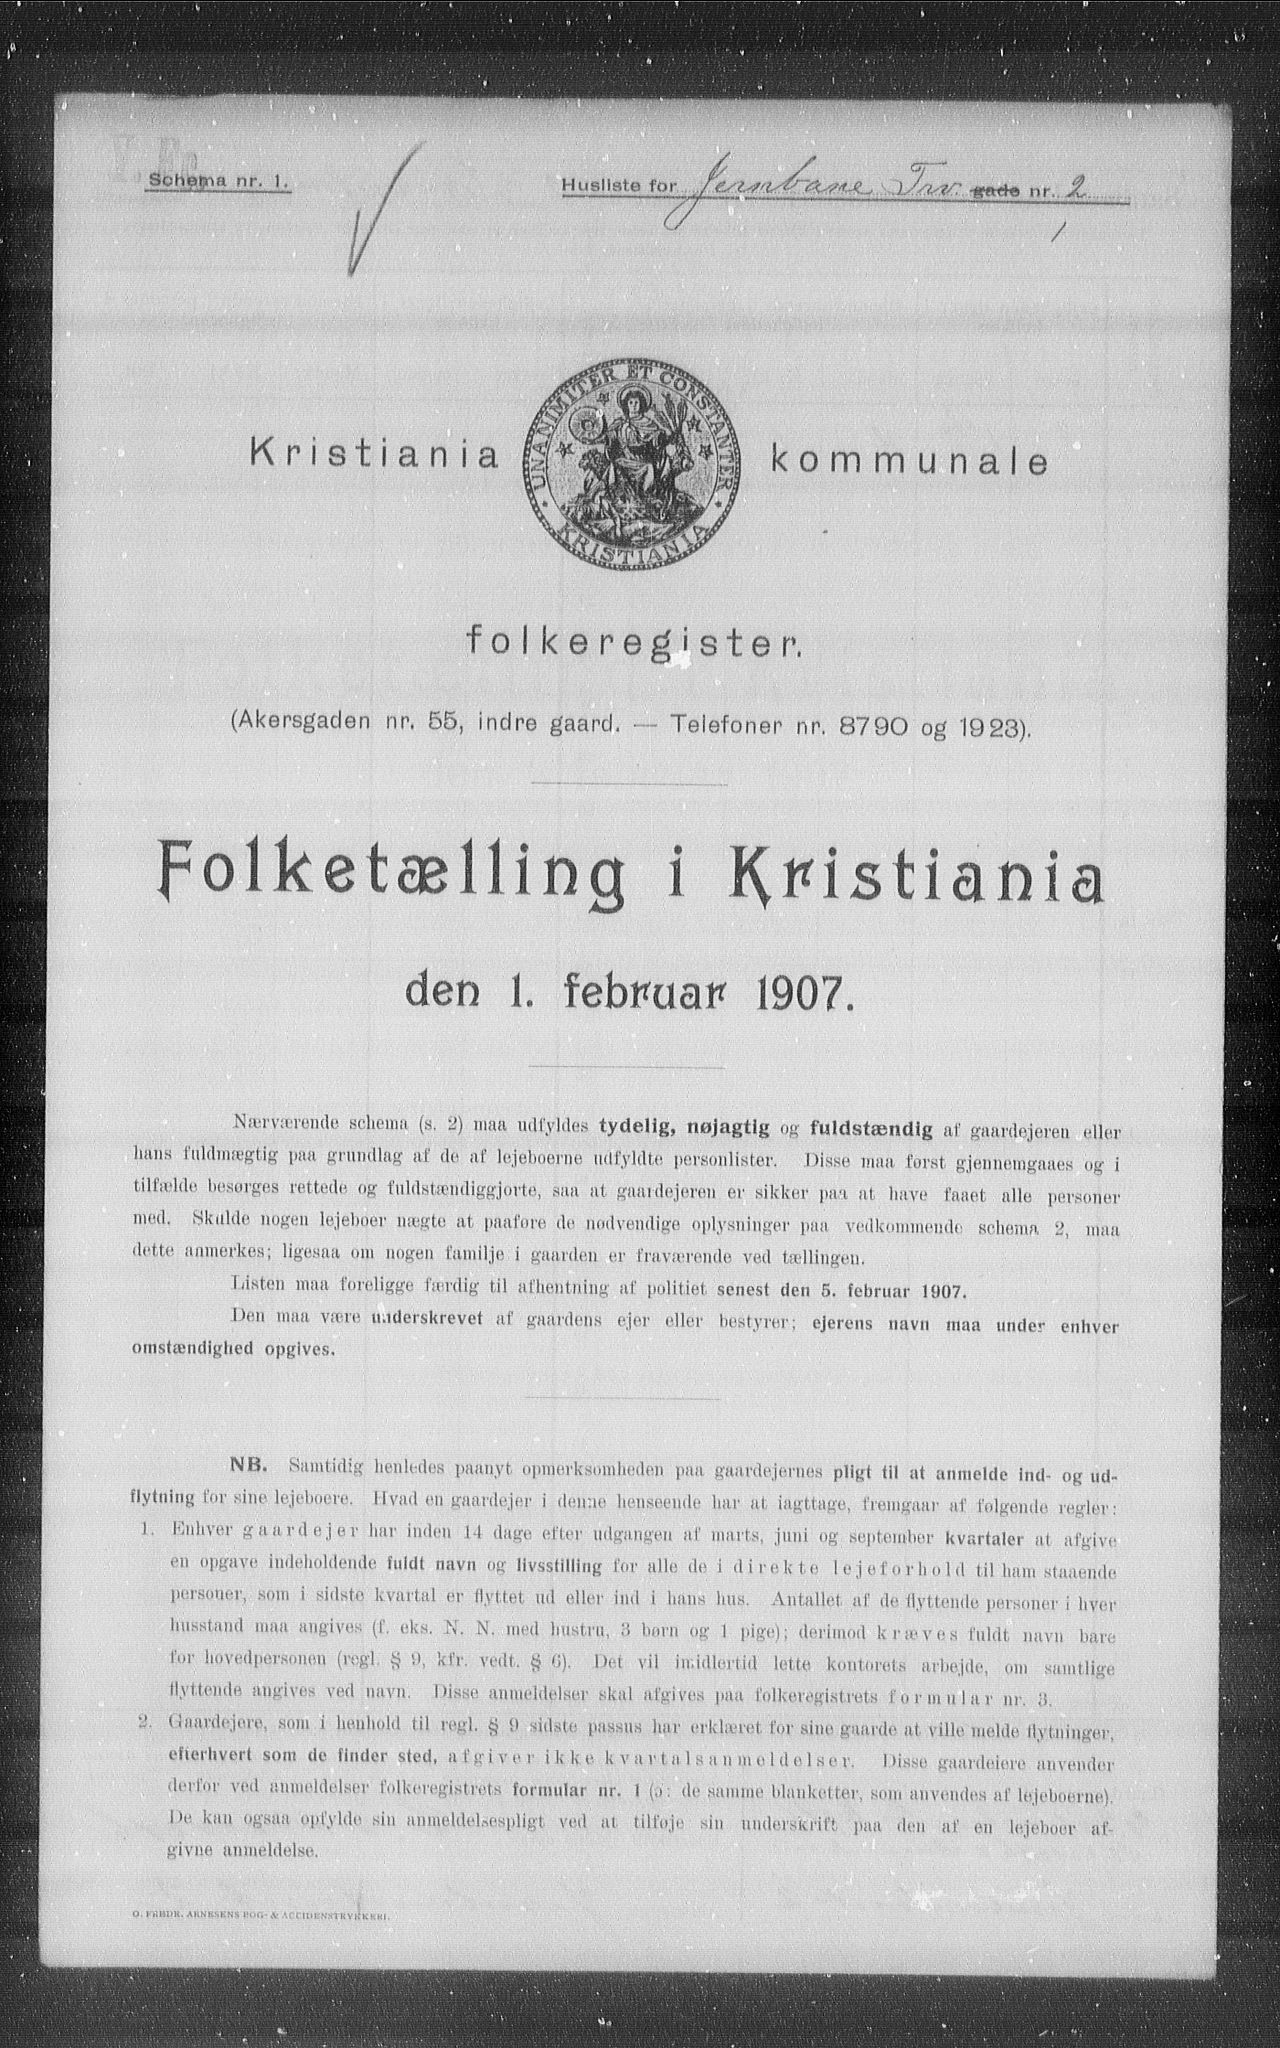 Schema nr. 1.
Husliste for Jernbane Trv. gade nr. 2
Kristiania kommunale
UNANIMITER ET CONSTANTER
KRISTIANIA
folkeregister.
(Akersgaden nr. 55, indre gaard. — Telefoner nr. 8790 og 1923).
Folketælling i Kristiania
den 1. februar 1907.
Nærværende schema (s. 2) maa udfyldes tydelig, nøjagtig og fuldstændig af gaardejeren eller
hans fuldmægtig paa grundlag af de af lejeboerne udfyldte personlister. Disse maa først gjennemgaaes og i
tilfælde besørges rettede og fuldstændiggjorte, saa at gaardejeren er sikker paa at have faaet alle personer
med. Skulde nogen lejeboer nægte at paaføre de nødvendige oplysninger paa vedkommende schema 2, maa
dette anmerkes; ligesaa om nogen familje i gaarden er fraværende ved tællingen.
Listen maa foreligge færdig til afhentning af politiet senest den 5. februar 1907.
Den maa være underskrevet af gaardens ejer eller bestyrer; ejerens navn maa under enhver
omstændighed opgives.
NB. Samtidig henledes paanyt opmerksomheden paa gaardejernes pligt til at anmelde ind- og ud-
flytning for sine lejeboere. Hvad en gaardejer i denne henseende har at iagttage, fremgaar af følgende regler:
1. Enhver gaardejer har inden 14 dage efter udgangen af marts, juni og september kvartaler at afgive
en opgave indeholdende fuldt navn og livsstilling for alle de i direkte lejeforhold til ham staaende
personer, som i sidste kvartal er flyttet ud eller ind i hans hus. Antallet af de flyttende personer i hver
husstand maa angives (f. eks. N. N. med hustru, 3 børn og 1 pige); derimod kræves fuldt navn bare
for hovedpersonen (regl. § 9, kfr. vedt. § 6). Det vil imidlertid lette kontorets arbejde, om samtlige
flyttende angives ved navn. Disse anmeldelser skal afgives paa folkeregistrets formular nr. 3.
2. Gaardejere, som i henhold til regl. § 9 sidste passus har erklæret for sine gaarde at ville melde flytninger,
efterhvert som de finder sted, afgiver ikke kvartalsanmeldelser. Disse gaardeiere anvender
derfor ved anmeldelser folkeregistrets formular nr. 1 (ɔ: de samme blanketter, som anvendes af lejeboerne).
De kan ogsaa opfylde sin anmeldelsespligt ved at tilføje sin underskrift paa den af en lejeboer af-
givne anmeldelse.
O. FREDR. ARNESENS BOG- & ACCIDENSTRYKKERI.